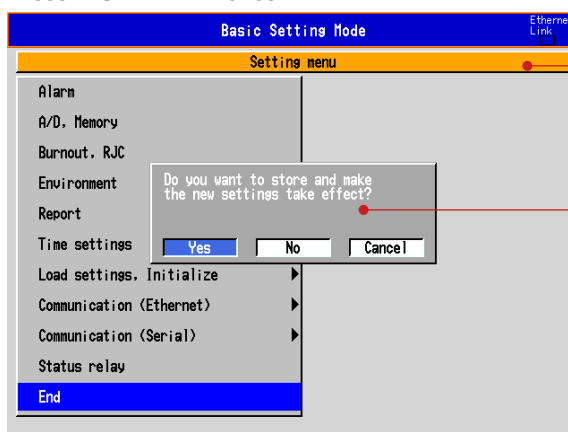 Basic Setting Mode
Link
Setting menu
Alarm
A/D, Memory
Burnout, RJC
Environment
Report
Time settings
Load settings, Initialize
Communication (Ethernet)
Communication (Serial)
Status relay
End
Do you want to store and make
the new settings take effect?
Yes
No
Cancel